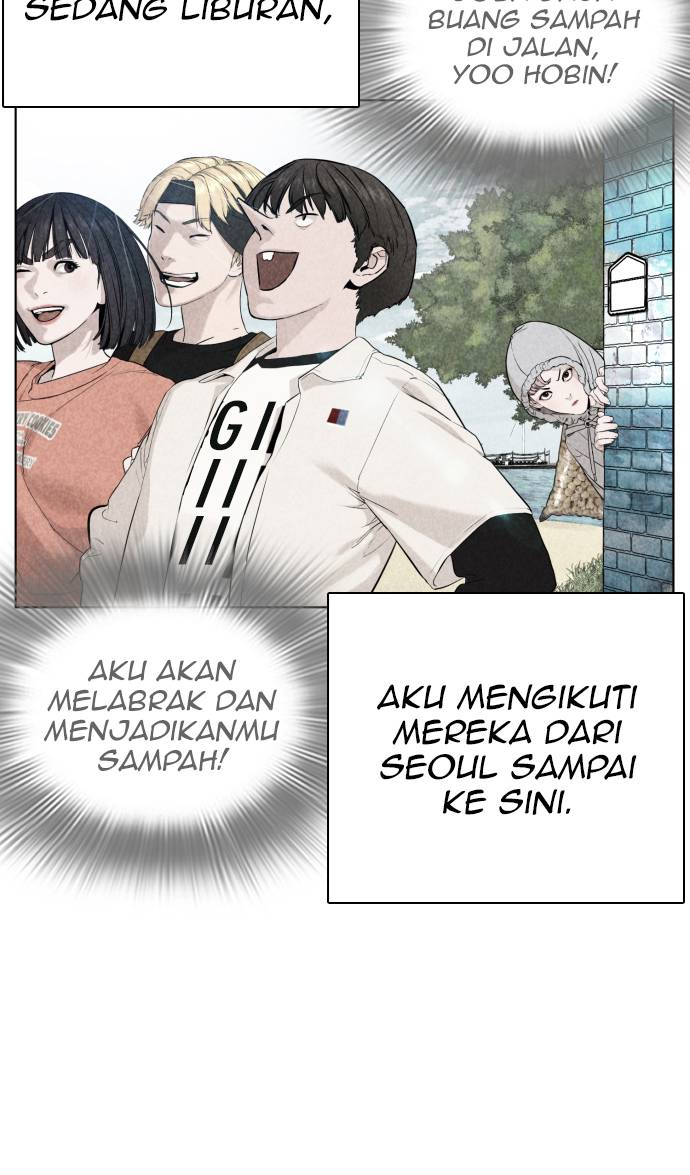 SEDANG LIBURAN,
BUANG SAMPAH
DI JALAN,
YOO HOBIN!
AKU AKAN
MELABRAK DAN
MENJADIKANMU
SAMPAH!
AKU MENGIKUTI
MEREKA DARI
SEOUL SAMPAI
KE SINI.